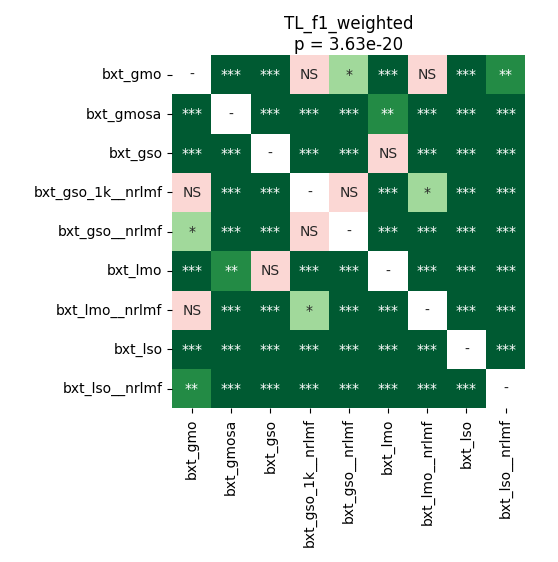 TL_f1_weighted
p = 3.63e-20
bxt_gmo - *** *** NS * *** NS *** **
bxt_gmosa *** - *** *** *** ** *** *** ***
bxt_gso *** *** - *** *** NS *** *** ***
bxt_gso_1k__nrlmf NS *** *** - NS *** * *** ***
bxt_gso__nrlmf * *** *** NS - *** *** *** ***
bxt_lmo *** ** NS *** *** - *** *** ***
bxt_lmo__nrlmf NS *** *** * *** *** - *** ***
bxt_lso *** *** *** *** *** *** *** - ***
bxt_lso__nrlmf ** *** *** *** *** *** *** *** -
bxt_gmo
bxt_gmosa
bxt_gso
bxt_gso_1k__nrlmf
bxt_gso__nrlmf
bxt_lmo
bxt_lmo__nrlmf
bxt_lso
bxt_lso__nrlmf